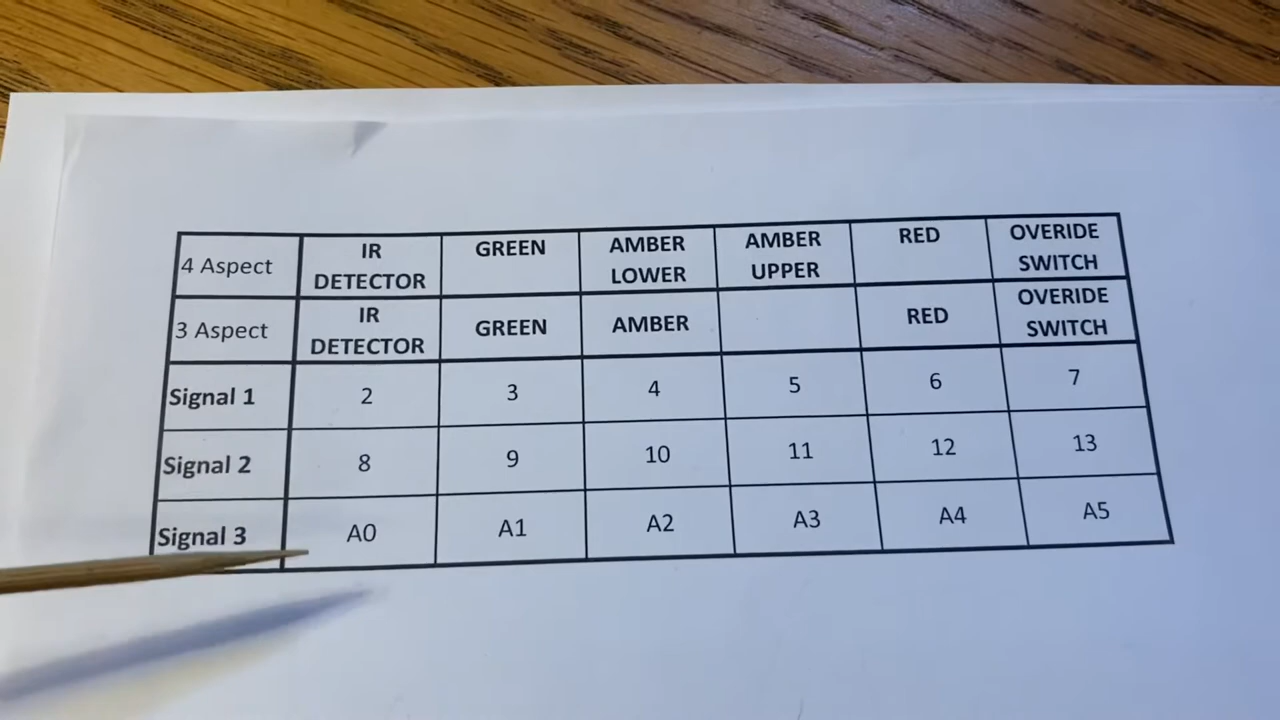 4 Aspect IR DETECTOR GREEN AMBER LOWER AMBER UPPER RED OVERIDE SWITCH
3 Aspect IR DETECTOR GREEN AMBER RED OVERIDE SWITCH
Signal 1 2 3 4 5 6 7
Signal 2 8 9 10 11 12 13
Signal 3 A0 A1 A2 A3 A4 A5